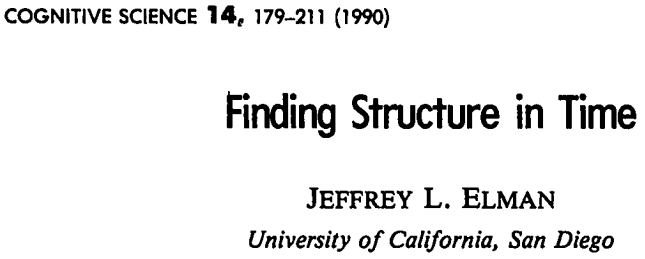 COGNITIVE SCIENCE 14, 179–211 (1990)
Finding Structure in Time
JEFFREY L. ELMAN
University of California, San Diego